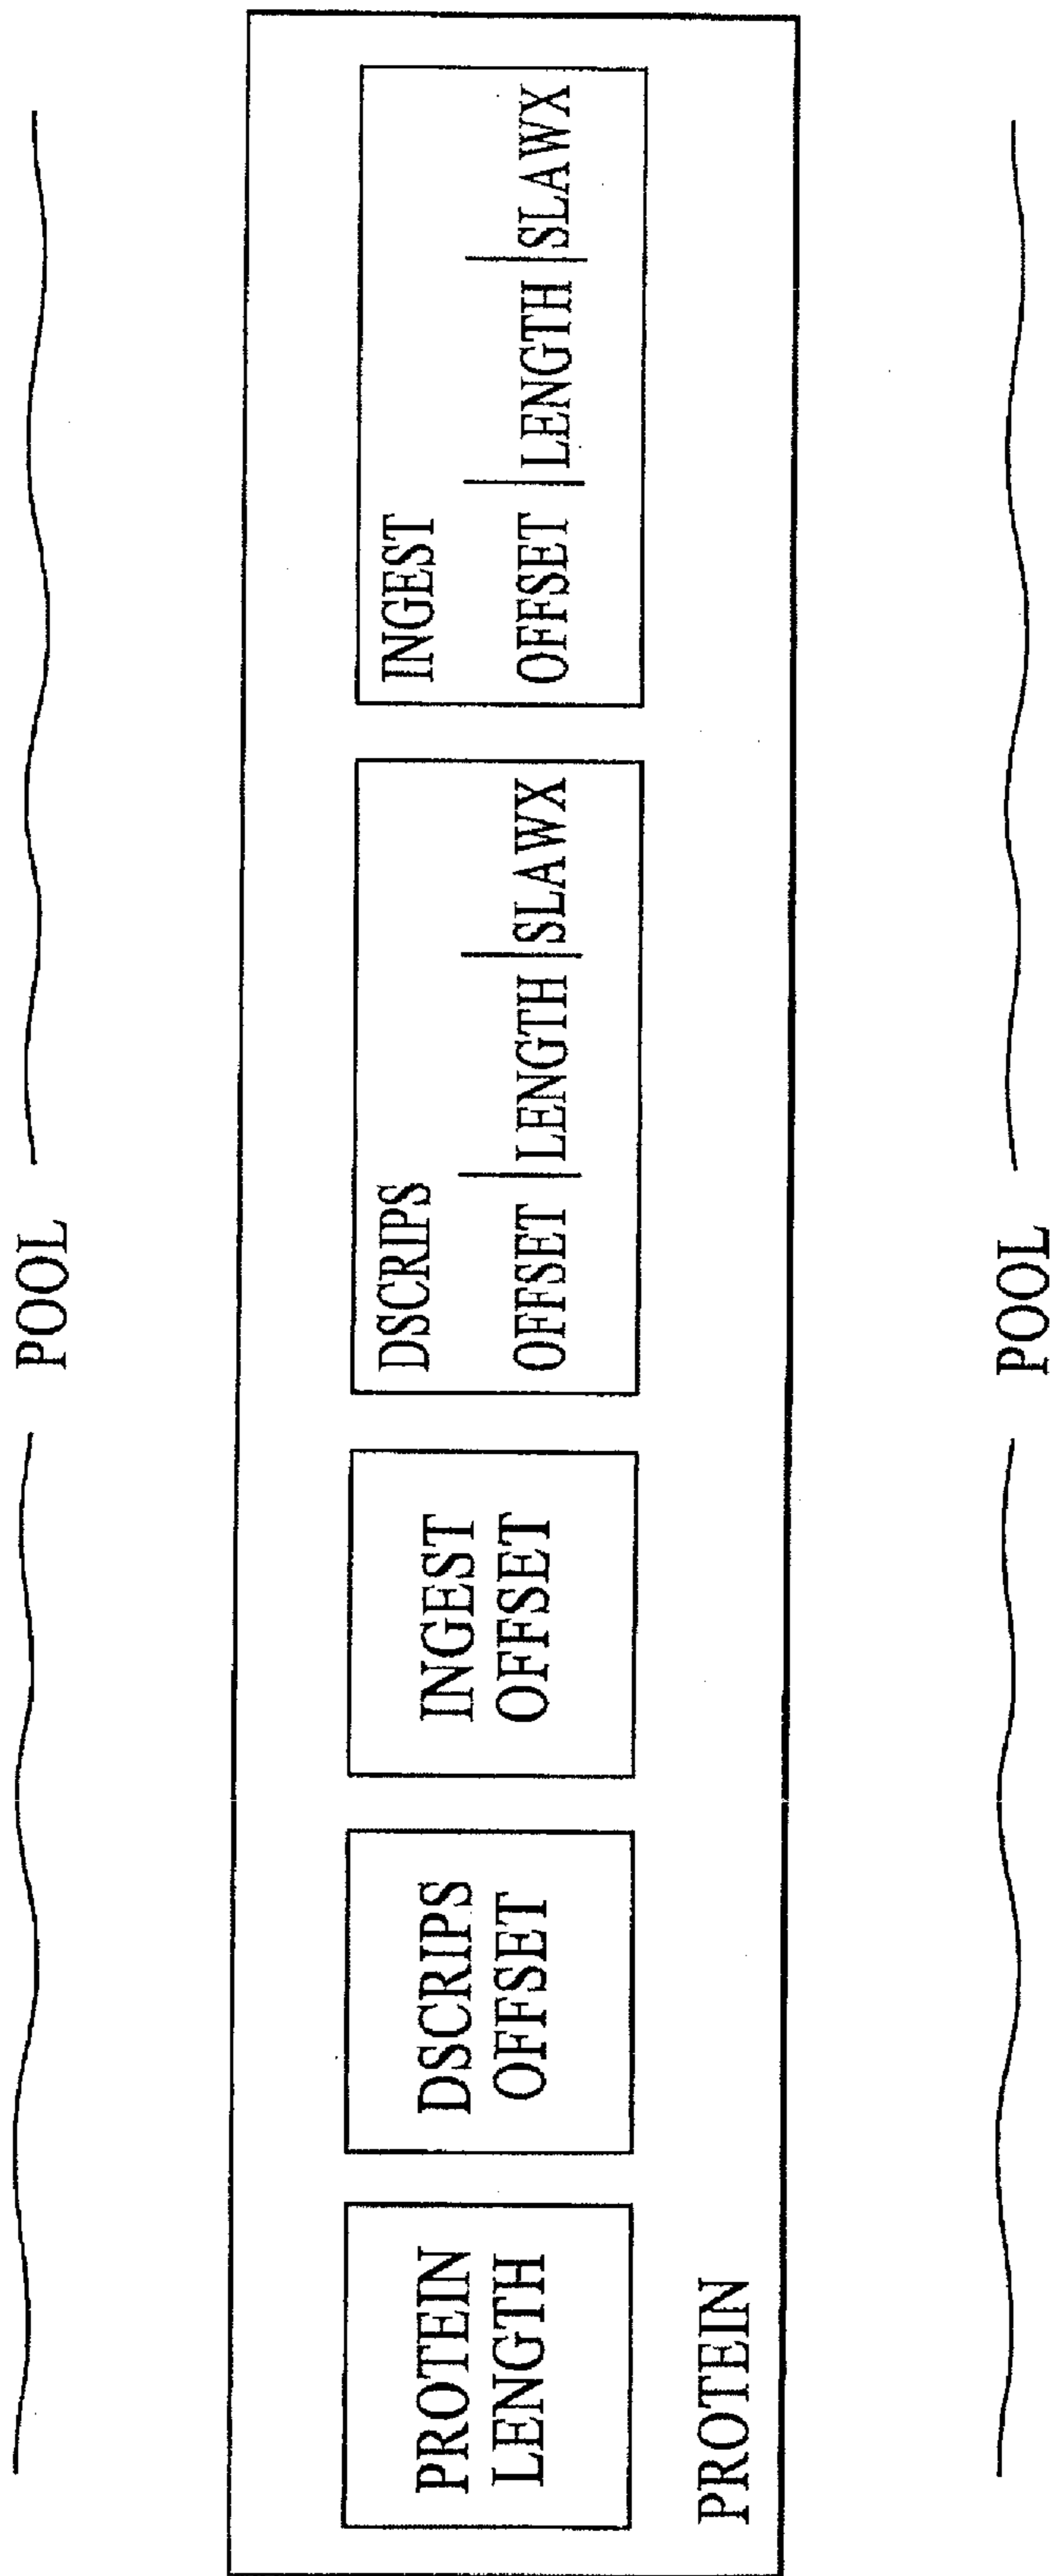 POOL
PROTEIN
LENGTH
DSCRIPS
OFFSET
INGEST
OFFSET
DSCRIPS
OFFSET LENGTH SLAWX
INGEST
OFFSET LENGTH SLAWX
PROTEIN
POOL